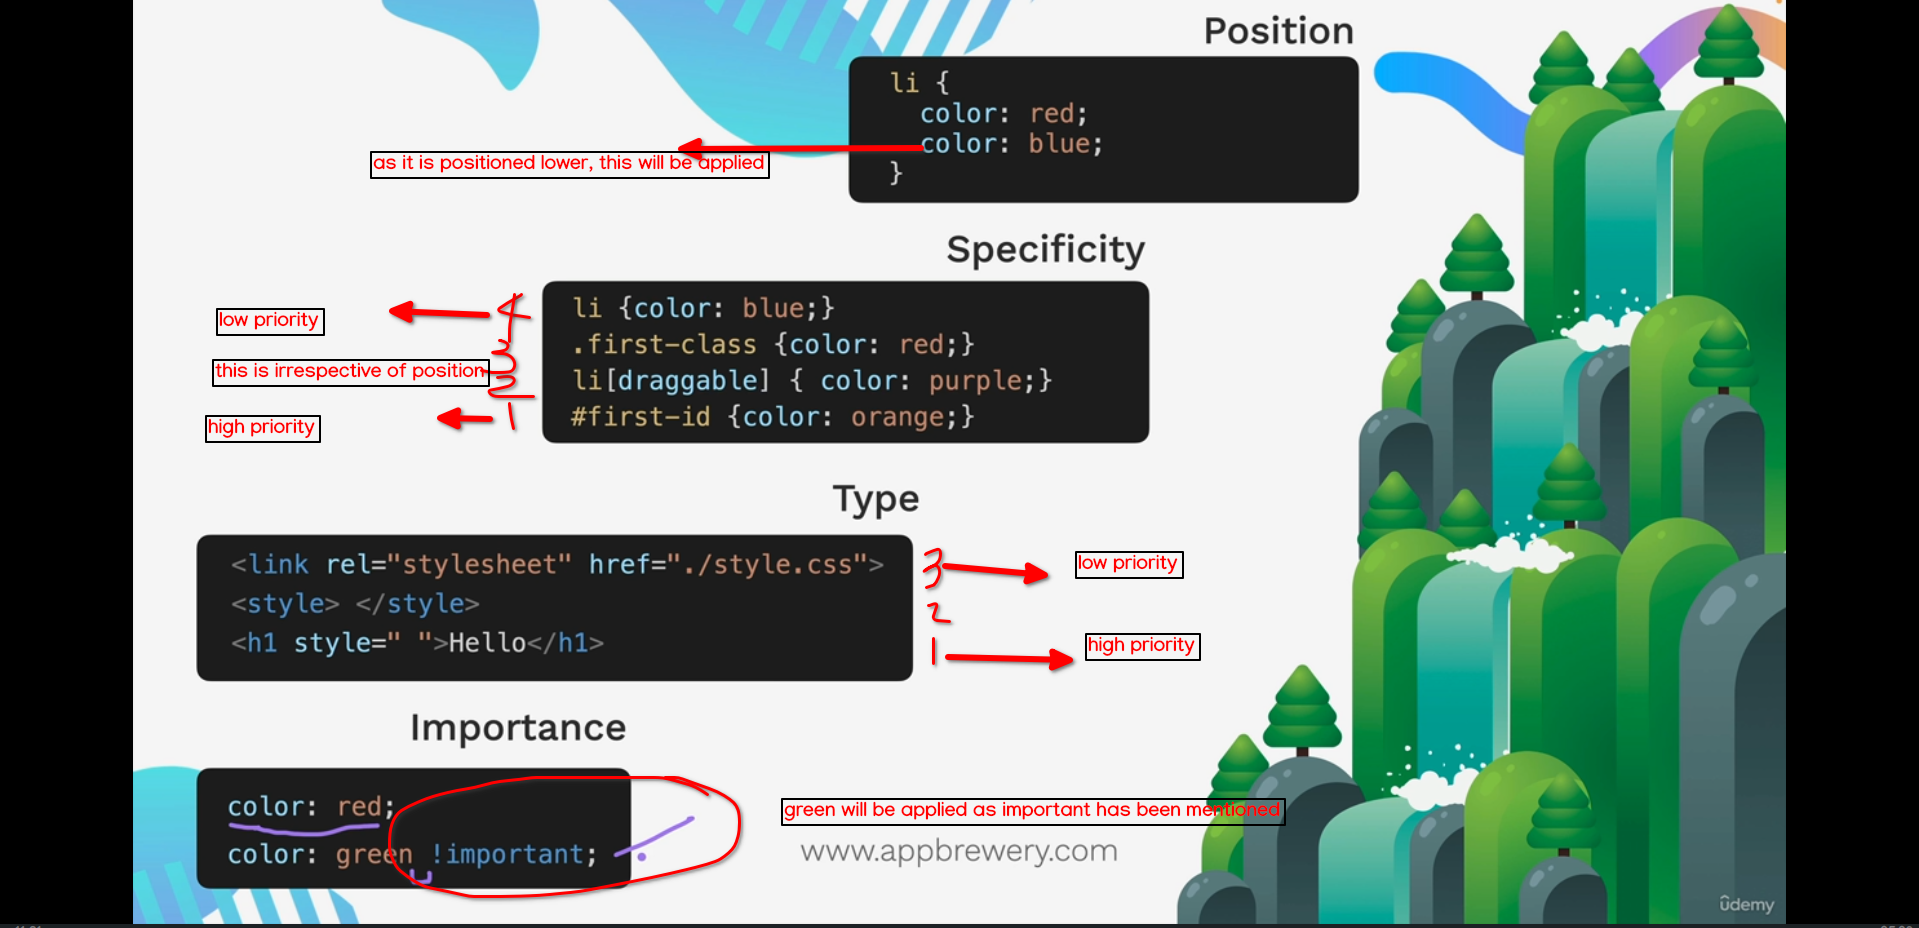 Position
li {
color: red;
color: blue;
}
as it is positioned lower, this will be applied
Specificity
li {color: blue;}
.first-class {color: red;}
li[draggable] { color: purple;}
#first-id {color: orange;}
4
3
2
1
low priority
this is irrespective of position
high priority
Type
<link rel="stylesheet" href="./style.css">
<style> </style>
<h1 style=" ">Hello</h1>
3
2
1
low priority
high priority
Importance
color: red;
color: green !important;
green will be applied as important has been mentioned
www.appbrewery.com
ûdemy